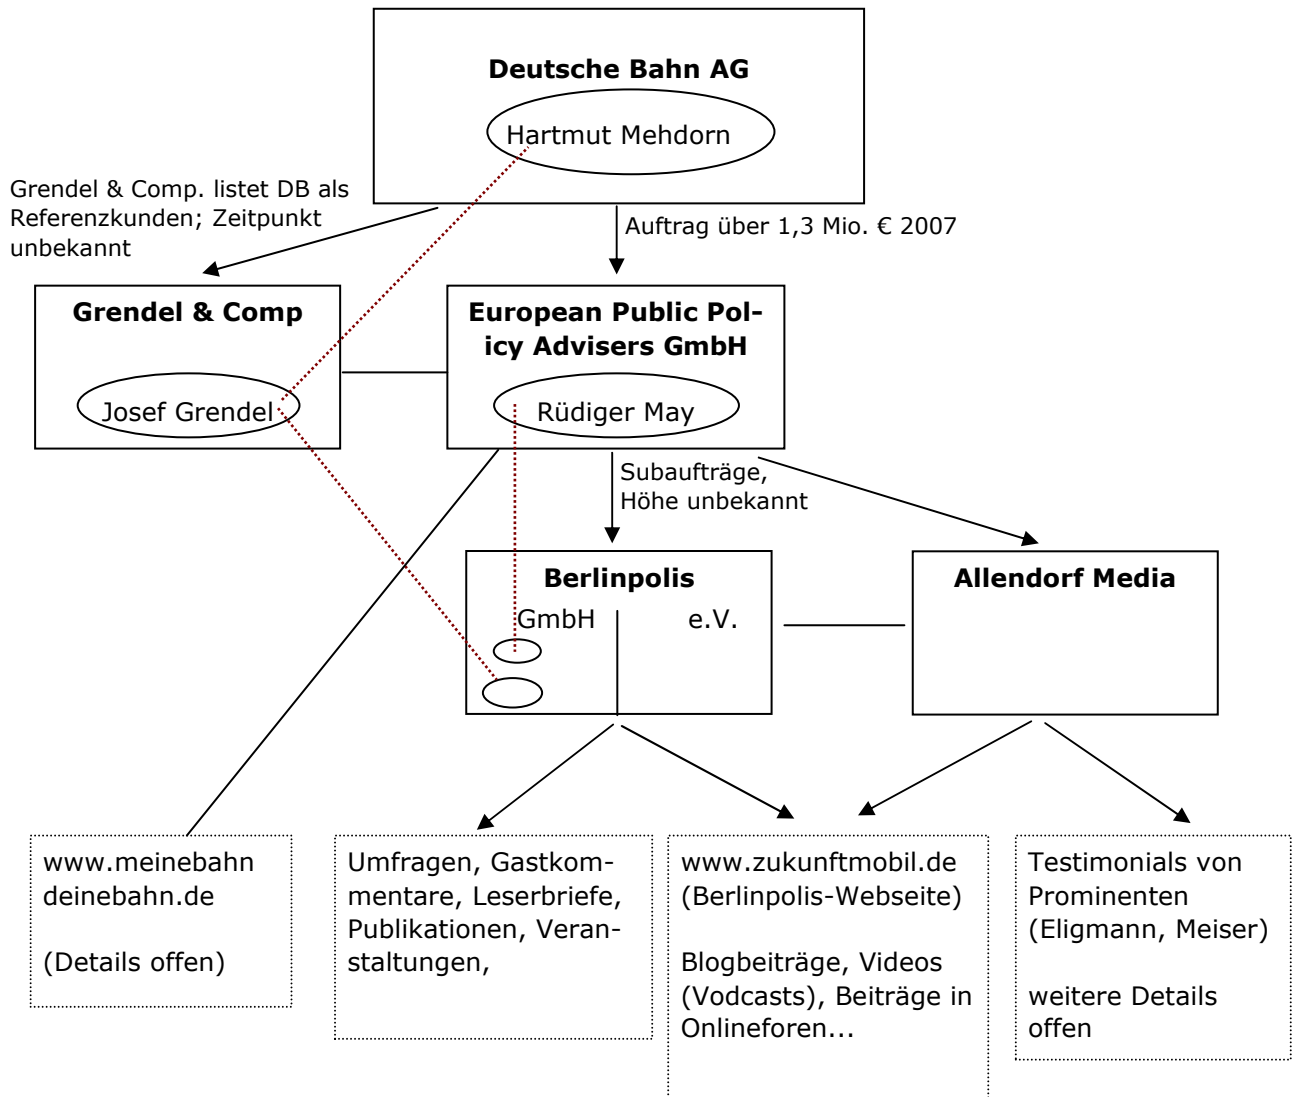 Deutsche Bahn AG
Hartmut Mehdorn
Grendel & Comp. listet DB als
Referenzkunden; Zeitpunkt
unbekannt
Auftrag über 1,3 Mio. € 2007
Grendel & Comp
Josef Grendel
European Public Pol-
icy Advisers GmbH
Rüdiger May
Subaufträge,
Höhe unbekannt
Berlinpolis
GmbH e.V.
Allendorf Media
www.meinebahn
deinebahn.de
(Details offen)
Umfragen, Gastkom-
mentare, Leserbriefe,
Publikationen, Veran-
staltungen,
www.zukunftmobil.de
(Berlinpolis-Webseite)
Blogbeiträge, Videos
(Vodcasts), Beiträge in
Onlineforen...
Testimonials von
Prominenten
(Eligmann, Meiser)
weitere Details
offen